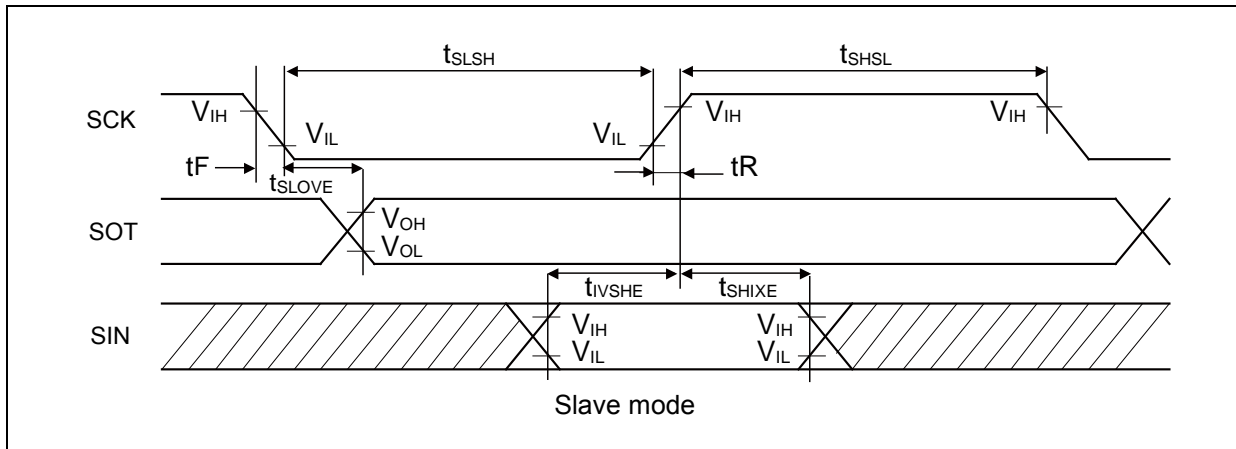 tSLSH tSHSL
SCK VIH VIL VIL VIH VIH
tF tSLOVE tR
SOT VOH
VOL
tIVSHE tSHIXE
SIN VIH VIH
VIL VIL
Slave mode